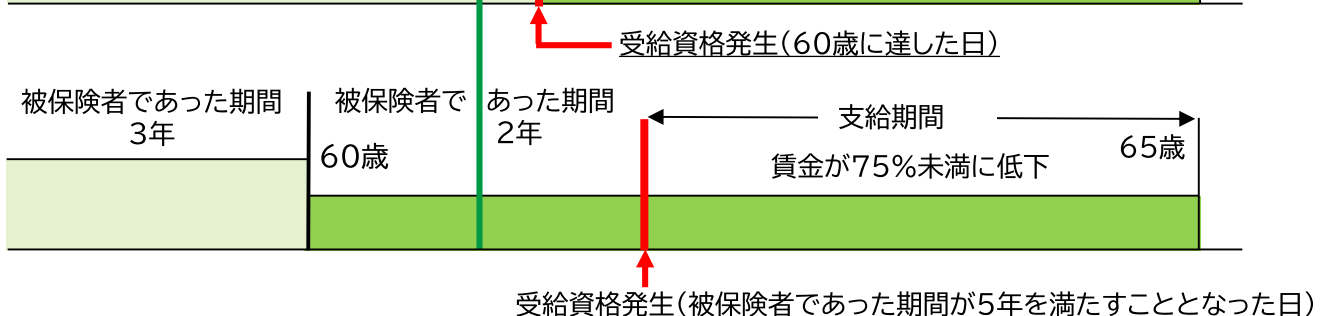 受給資格発生（60歳に達した日）
被保険者であった期間
3年
被保険者で あった期間
2年
60歳
支給期間
65歳
賃金が75％未満に低下
受給資格発生（被保険者であった期間が5年を満たすこととなった日）